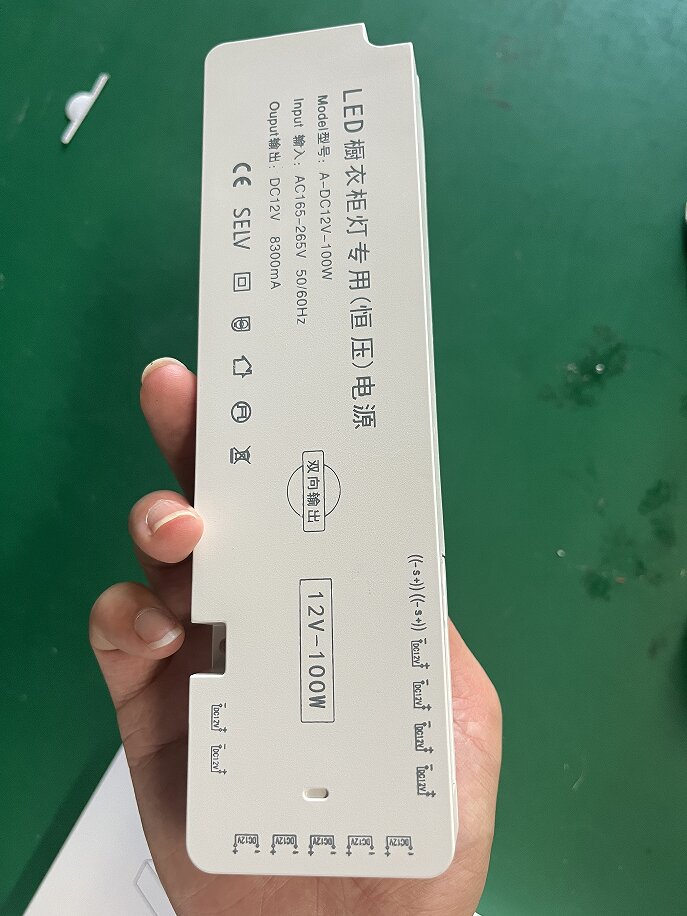 LED橱衣柜灯专用(恒压)电源
Model型号: A-DC12V-100W
Input 输入: AC165-265V 50/60Hz
Ouput输出: DC12V 8300mA
CE SELV
双向输出
12V-100W
((-s+)) ((-s+))
- DC12V +
- DC12V +
- DC12V +
- DC12V +
- DC12V +
- DC12V +
+ DC12V -
+ DC12V -
+ DC12V -
+ DC12V -
+ DC12V -